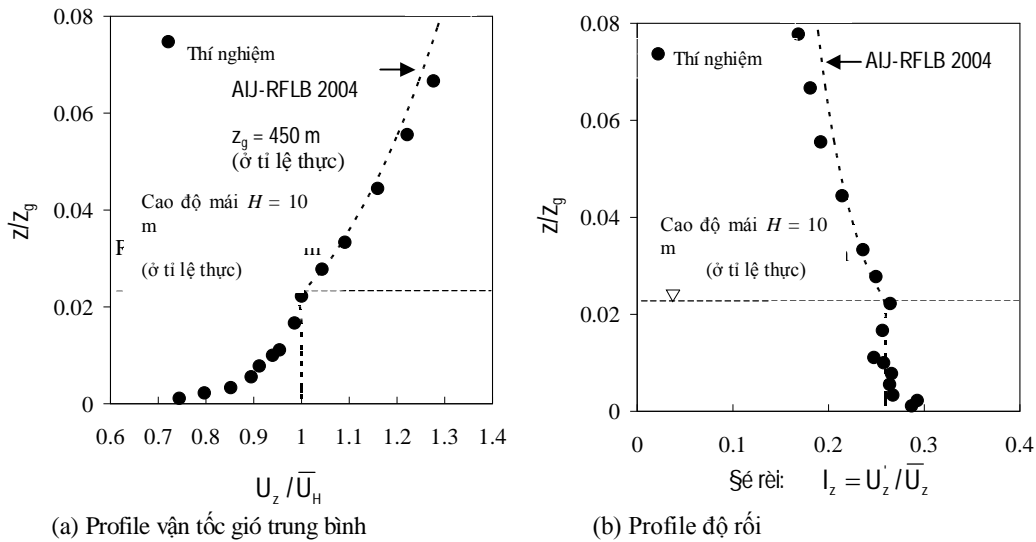 0.08
0.06
0.04
0.02
0
z/z_g
Thí nghiệm
AIJ-RFLB 2004
z_g = 450 m
(ở tỉ lệ thực)
Cao độ mái H = 10
m
(ở tỉ lệ thực)
0.6 0.7 0.8 0.9 1 1.1 1.2 1.3 1.4
U_z / U̅_H
(a) Profile vận tốc gió trung bình
0.08
0.06
0.04
0.02
0
z/z_g
Thí nghiệm
AIJ-RFLB 2004
Cao độ mái H = 10
m
(ở tỉ lệ thực)
0 0.1 0.2 0.3 0.4
§é rèi: I_z = U_z' / U̅_z
(b) Profile độ rối